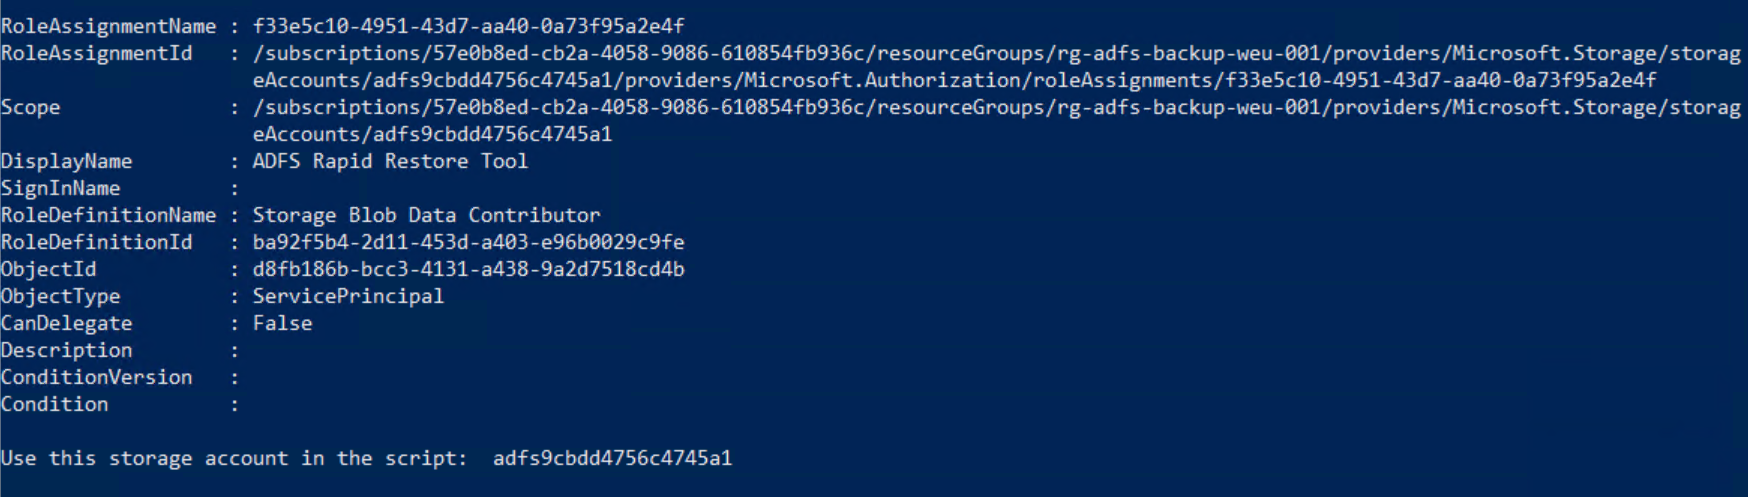 RoleAssignmentName : f33e5c10-4951-43d7-aa40-0a73f95a2e4f
RoleAssignmentId   : /subscriptions/57e0b8ed-cb2a-4058-9086-610854fb936c/resourceGroups/rg-adfs-backup-weu-001/providers/Microsoft.Storage/storag
                     eAccounts/adfs9cbdd4756c4745a1/providers/Microsoft.Authorization/roleAssignments/f33e5c10-4951-43d7-aa40-0a73f95a2e4f
Scope              : /subscriptions/57e0b8ed-cb2a-4058-9086-610854fb936c/resourceGroups/rg-adfs-backup-weu-001/providers/Microsoft.Storage/storag
                     eAccounts/adfs9cbdd4756c4745a1
DisplayName        : ADFS Rapid Restore Tool
SignInName         :
RoleDefinitionName : Storage Blob Data Contributor
RoleDefinitionId   : ba92f5b4-2d11-453d-a403-e96b0029c9fe
ObjectId           : d8fb186b-bcc3-4131-a438-9a2d7518cd4b
ObjectType         : ServicePrincipal
CanDelegate        : False
Description        :
ConditionVersion   :
Condition          :

Use this storage account in the script:  adfs9cbdd4756c4745a1